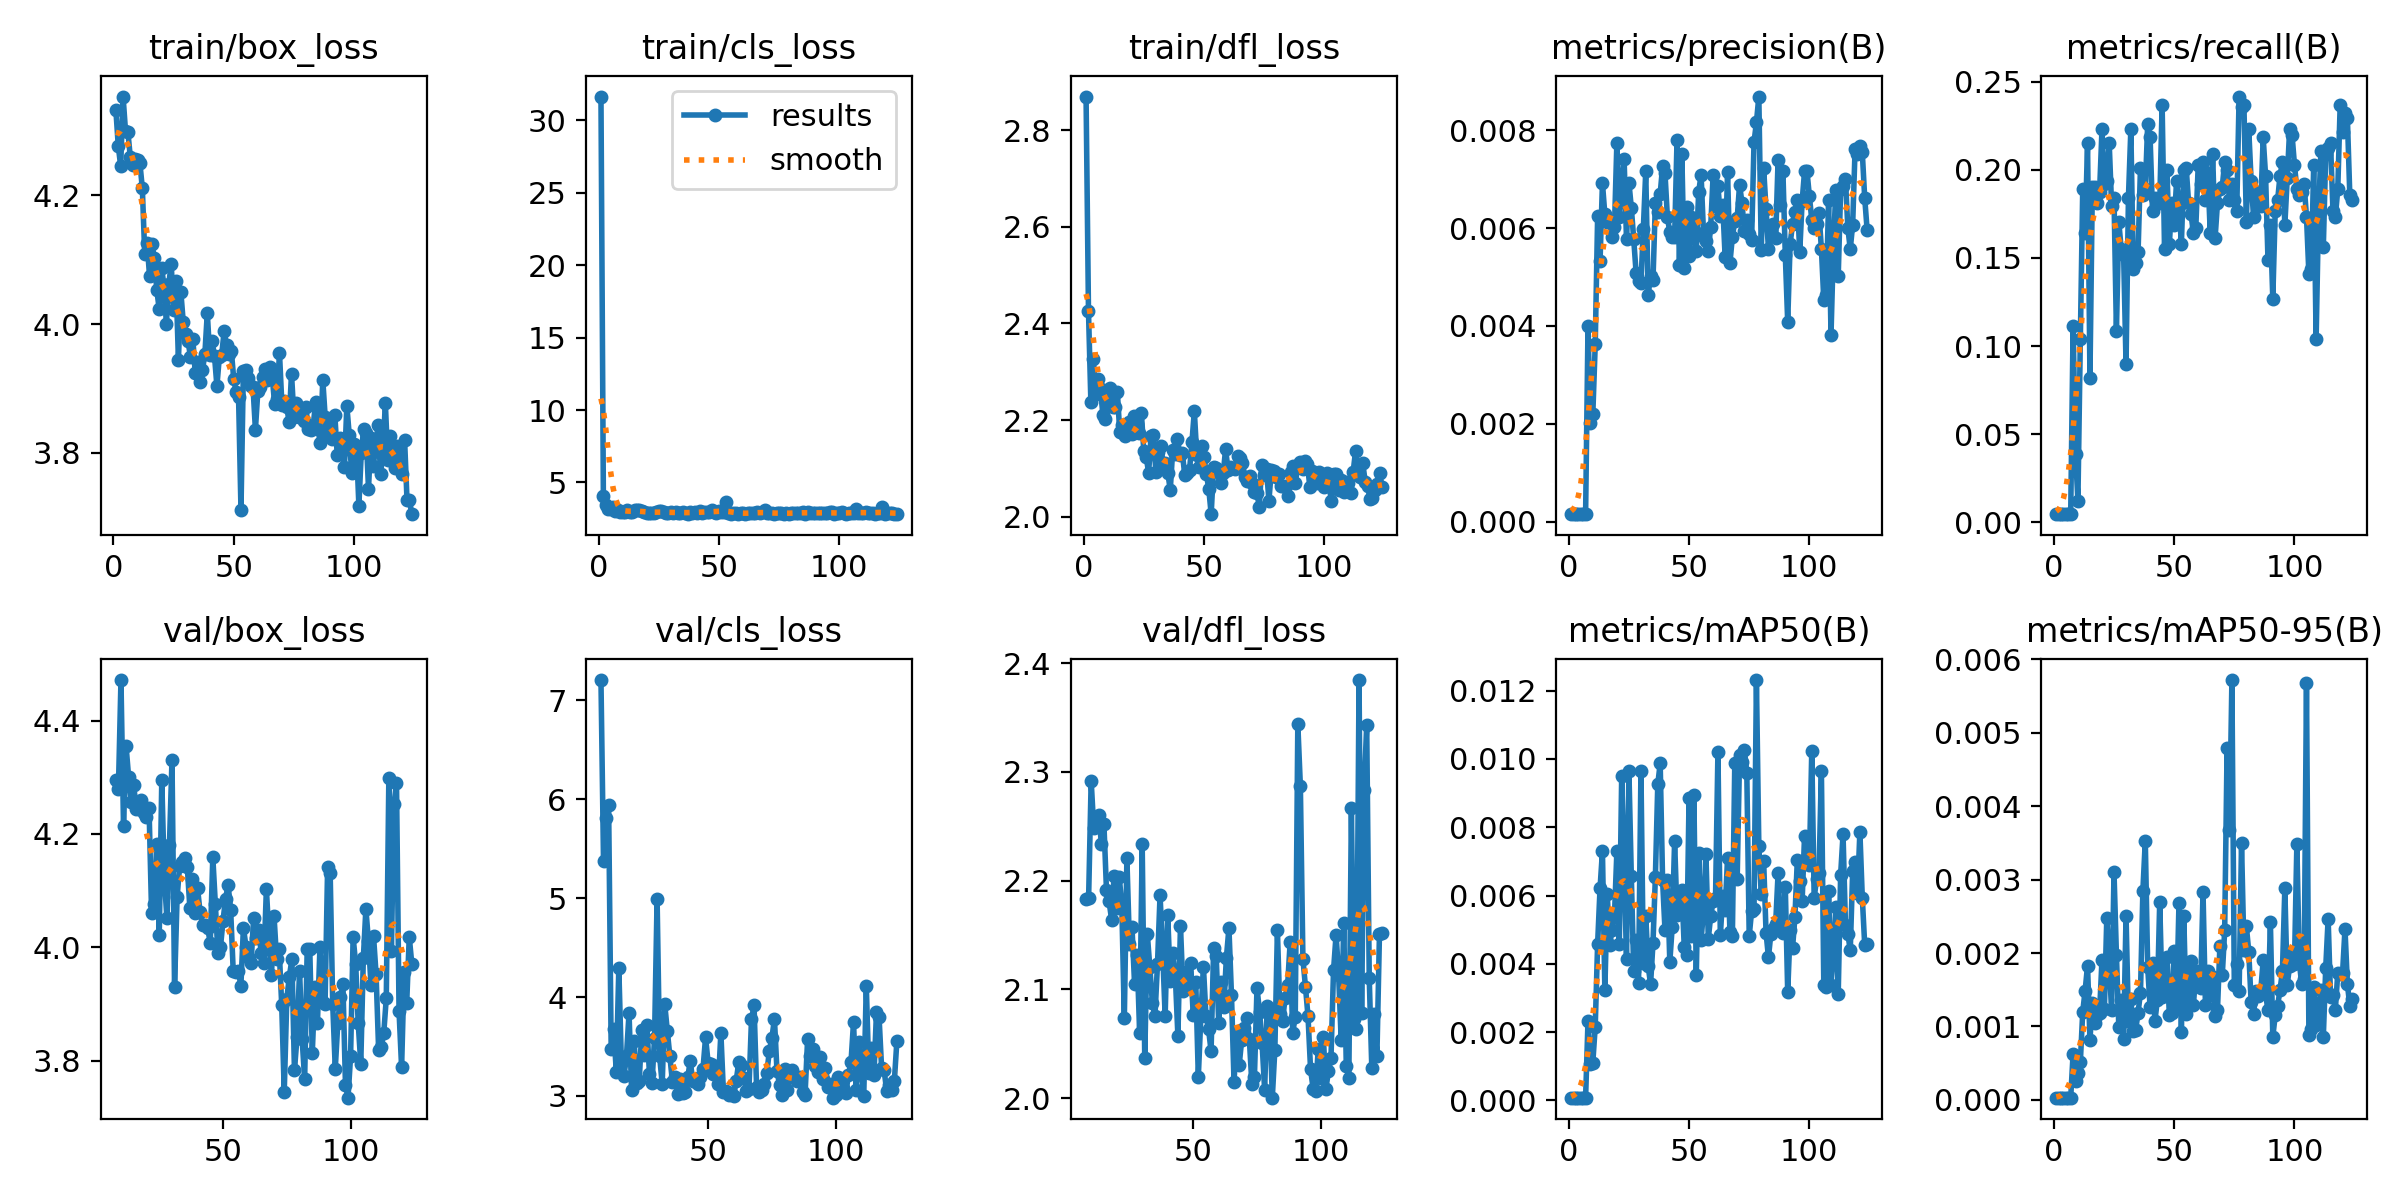 train/box_loss
4.2
4.0
3.8
0 50 100
train/cls_loss
results
smooth
30
25
20
15
10
5
0 50 100
train/dfl_loss
2.8
2.6
2.4
2.2
2.0
0 50 100
metrics/precision(B)
0.008
0.006
0.004
0.002
0.000
0 50 100
metrics/recall(B)
0.25
0.20
0.15
0.10
0.05
0.00
0 50 100
val/box_loss
4.4
4.2
4.0
3.8
50 100
val/cls_loss
7
6
5
4
3
50 100
val/dfl_loss
2.4
2.3
2.2
2.1
2.0
50 100
metrics/mAP50(B)
0.012
0.010
0.008
0.006
0.004
0.002
0.000
0 50 100
metrics/mAP50-95(B)
0.006
0.005
0.004
0.003
0.002
0.001
0.000
0 50 100